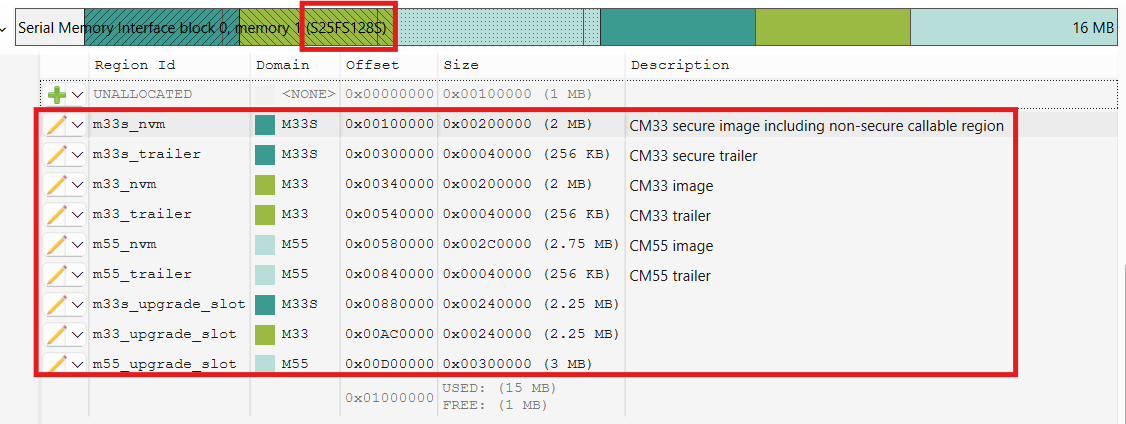 Serial Memory Interface block 0, memory 1 (S25FS128S) 16 MB
Region Id Domain Offset Size Description
UNALLOCATED <NONE> 0x00000000 0x00100000 (1 MB)
m33s_nvm M33S 0x00100000 0x00200000 (2 MB) CM33 secure image including non-secure callable region
m33s_trailer M33S 0x00300000 0x00040000 (256 KB) CM33 secure trailer
m33_nvm M33 0x00340000 0x00200000 (2 MB) CM33 image
m33_trailer M33 0x00540000 0x00040000 (256 KB) CM33 trailer
m55_nvm M55 0x00580000 0x002C0000 (2.75 MB) CM55 image
m55_trailer M55 0x00840000 0x00040000 (256 KB) CM55 trailer
m33s_upgrade_slot M33S 0x00880000 0x00240000 (2.25 MB)
m33_upgrade_slot M33 0x00AC0000 0x00240000 (2.25 MB)
m55_upgrade_slot M55 0x00D00000 0x00300000 (3 MB)
0x01000000 USED: (15 MB)
FREE: (1 MB)